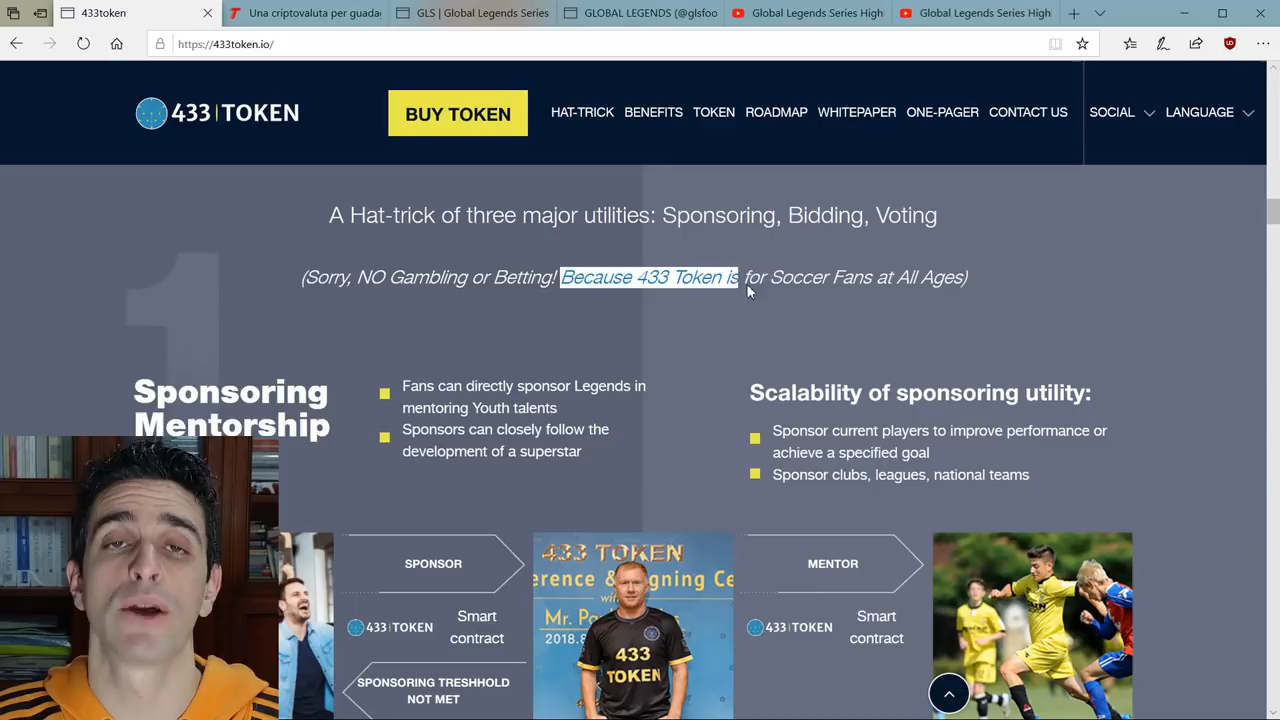 433token
Una criptovaluta per guada
GLS | Global Legends Series
GLOBAL LEGENDS (@glsfoo
Global Legends Series High
Global Legends Series High
https://433token.io/
433 | TOKEN
BUY TOKEN
HAT-TRICK
BENEFITS
TOKEN
ROADMAP
WHITEPAPER
ONE-PAGER
CONTACT US
SOCIAL
LANGUAGE
A Hat-trick of three major utilities: Sponsoring, Bidding, Voting
(Sorry, NO Gambling or Betting! Because 433 Token is for Soccer Fans at All Ages)
1
Sponsoring
Mentorship
Fans can directly sponsor Legends in
mentoring Youth talents
Sponsors can closely follow the
development of a superstar
Scalability of sponsoring utility:
Sponsor current players to improve performance or
achieve a specified goal
Sponsor clubs, leagues, national teams
SPONSOR
433 | TOKEN
Smart
contract
SPONSORING TRESHHOLD
NOT MET
433 TOKEN
erence & igning Ce
wi
Mr. Pa
2018.8
433
TOKEN
MENTOR
433 | TOKEN
Smart
contract